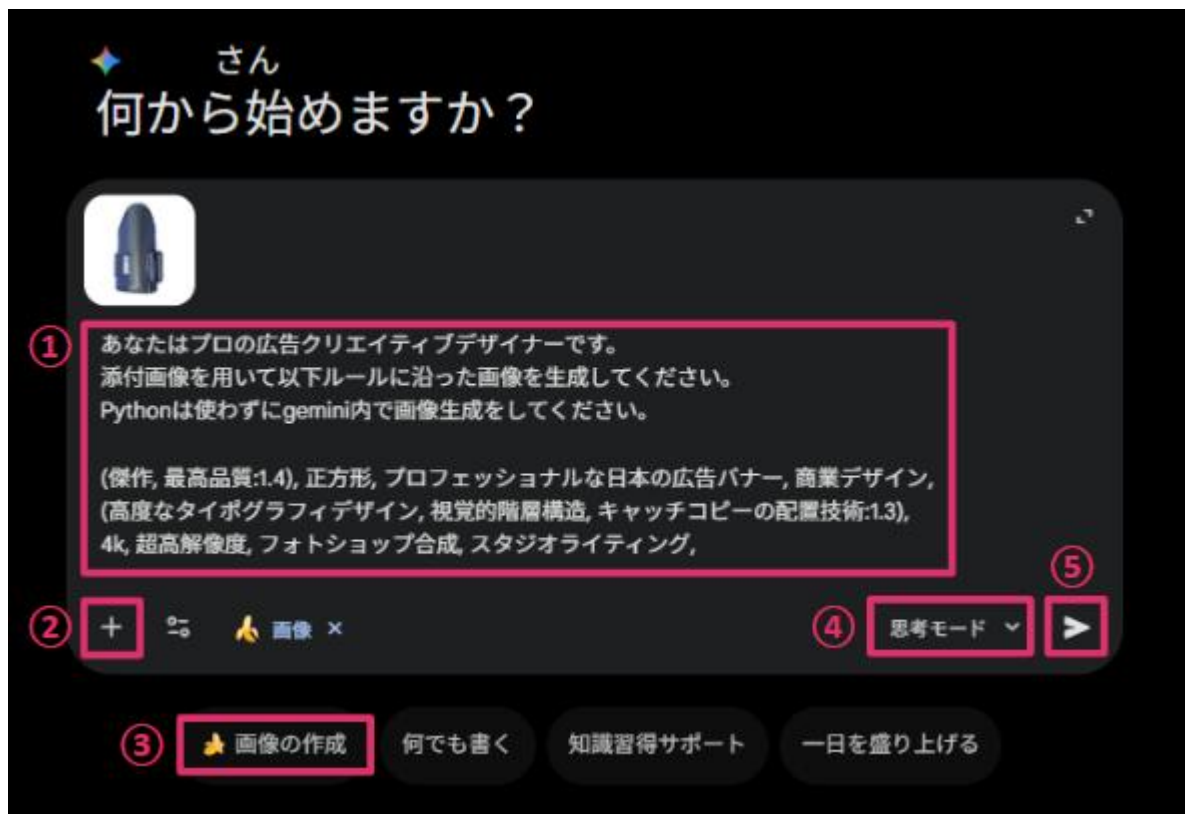 さん
何から始めますか？
①
あなたはプロの広告クリエイティブデザイナーです。
添付画像を用いて以下ルールに沿った画像を生成してください。
Pythonは使わずにgemini内で画像生成をしてください。
(傑作, 最高品質:1.4), 正方形, プロフェッショナルな日本の広告バナー, 商業デザイン,
(高度なタイポグラフィデザイン, 視覚的階層構造, キャッチコピーの配置技術:1.3),
4k, 超高解像度, フォトショップ合成, スタジオライティング,
⑤
② 画像 × ④ 思考モード
③ 画像の作成 何でも書く 知識習得サポート 一日を盛り上げる